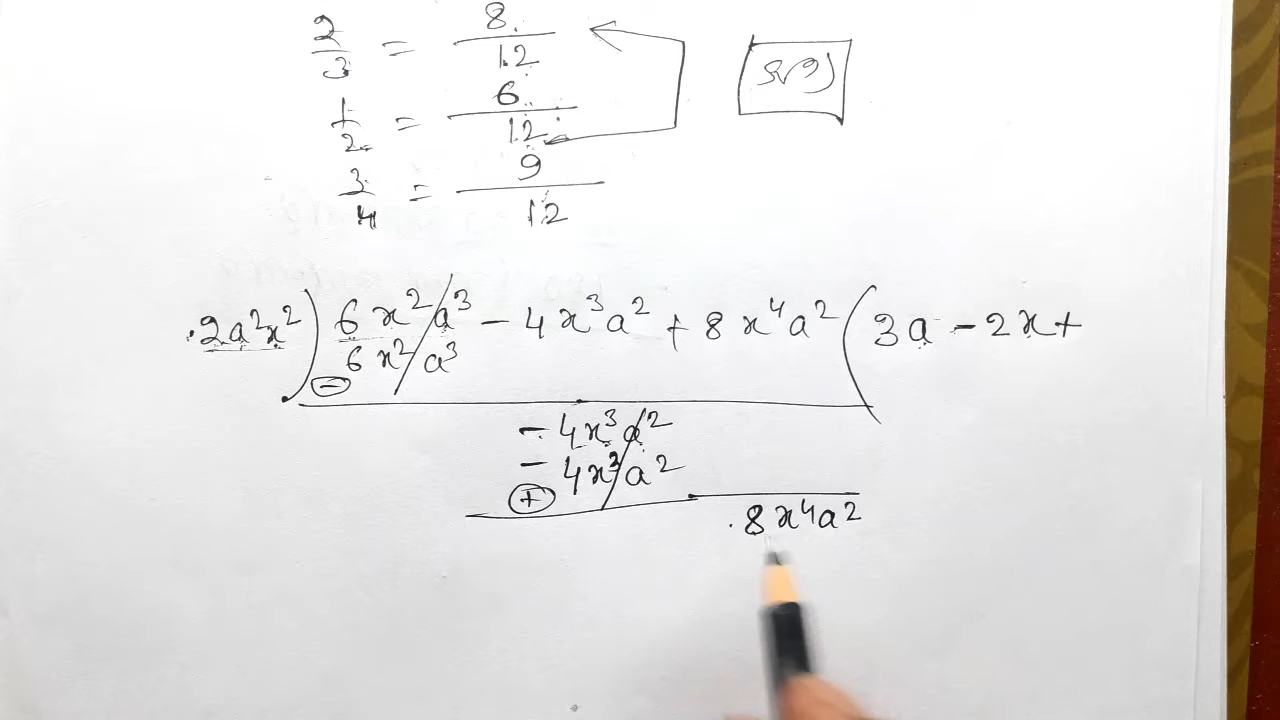 2/3 = 8/12
1/2 = 6/12
3/4 = 9/12
2a²x²) 6x²a³ - 4x³a² + 8x⁴a² ( 3a - 2x +
6x²a³
-
- 4x³a²
- 4x³a²
+
8x⁴a²